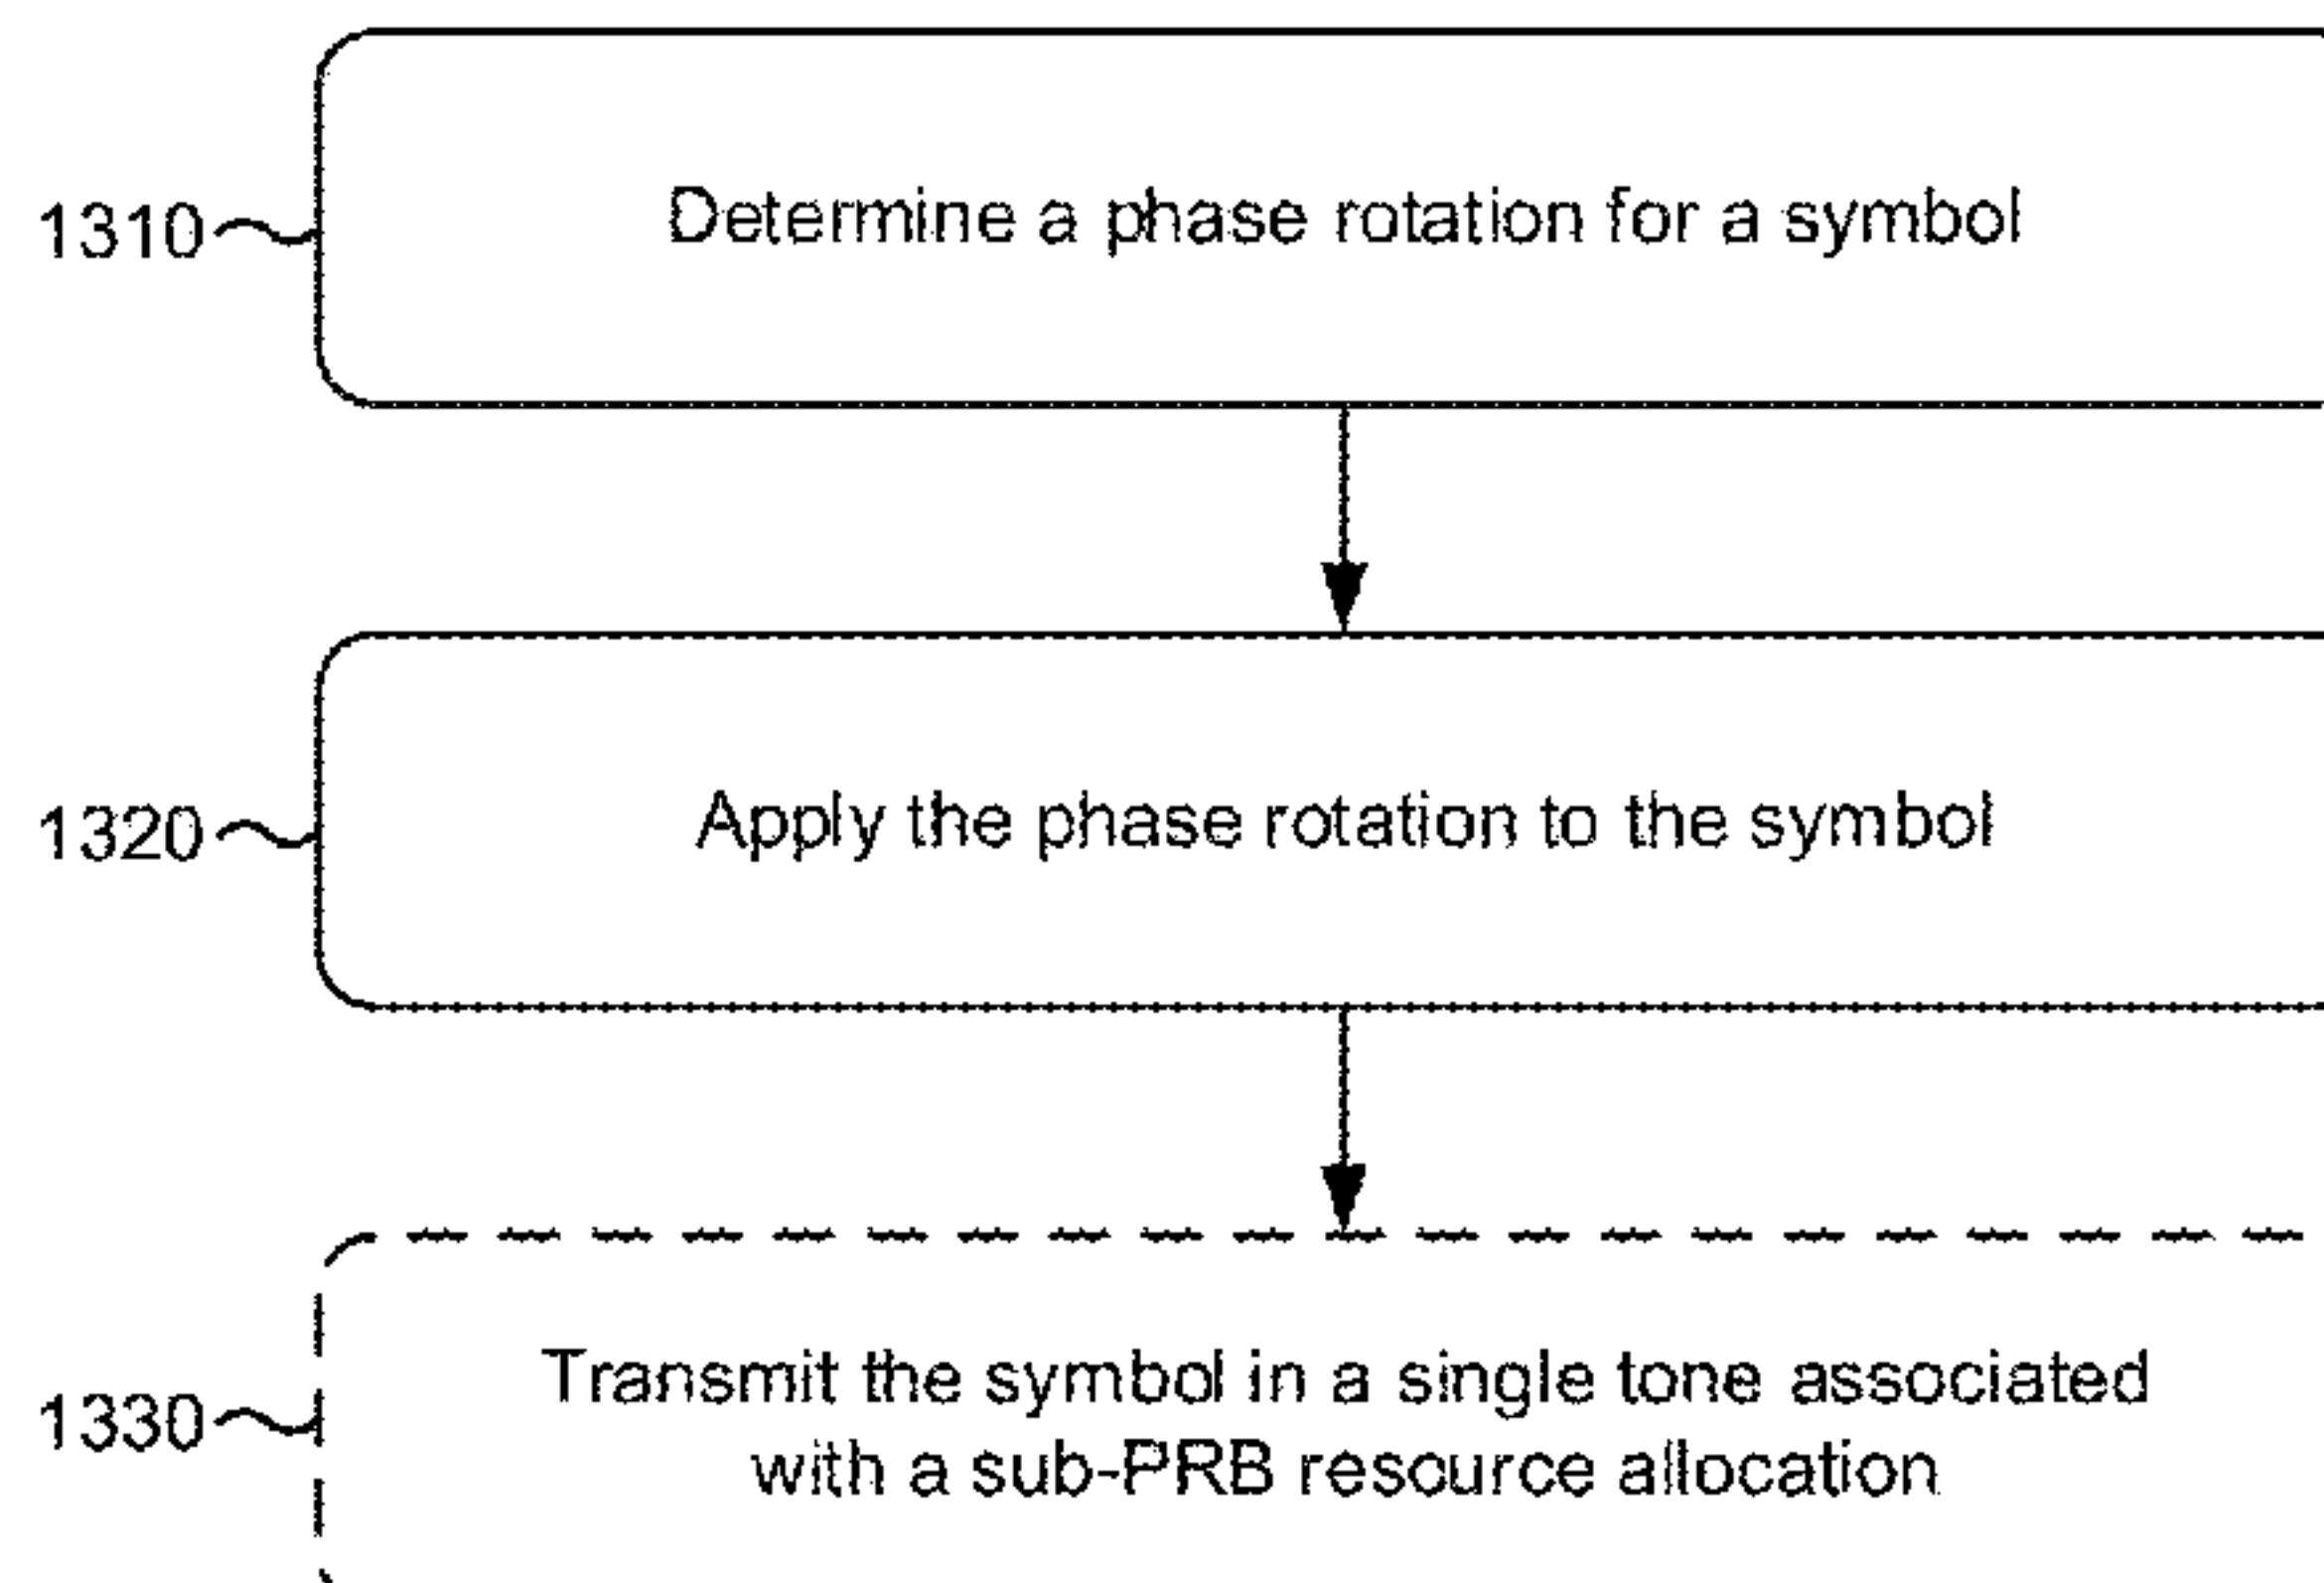 1310
Determine a phase rotation for a symbol
1320
Apply the phase rotation to the symbol
1330
Transmit the symbol in a single tone associated
with a sub-PRB resource allocation